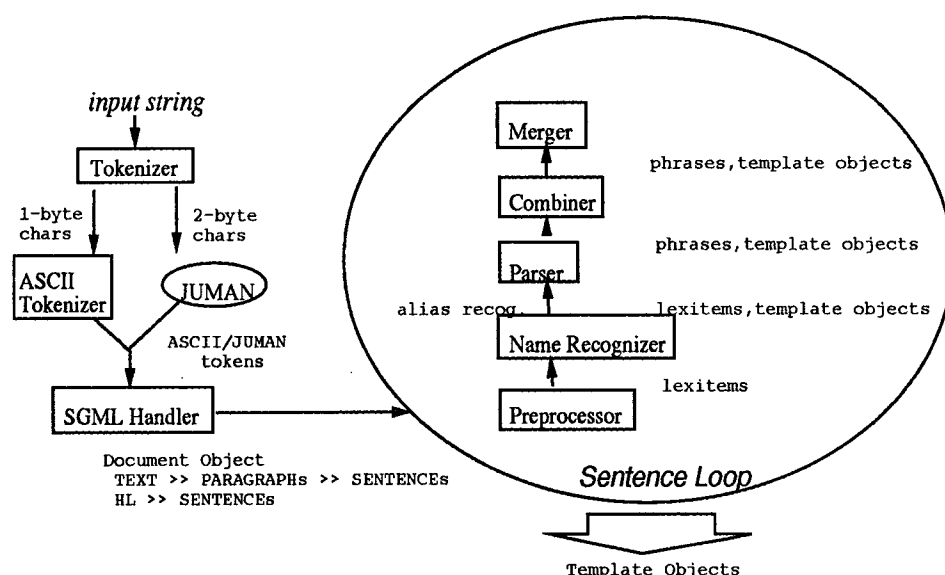 input string
Tokenizer
1-byte
chars
2-byte
chars
ASCII
Tokenizer
JUMAN
ASCII/JUMAN
tokens
SGML Handler
Document Object
TEXT >> PARAGRAPHs >> SENTENCEs
HL >> SENTENCEs
Merger
phrases,template objects
Combiner
phrases,template objects
Parser
alias recog.
lexitems,template objects
Name Recognizer
lexitems
Preprocessor
Sentence Loop
Template Objects